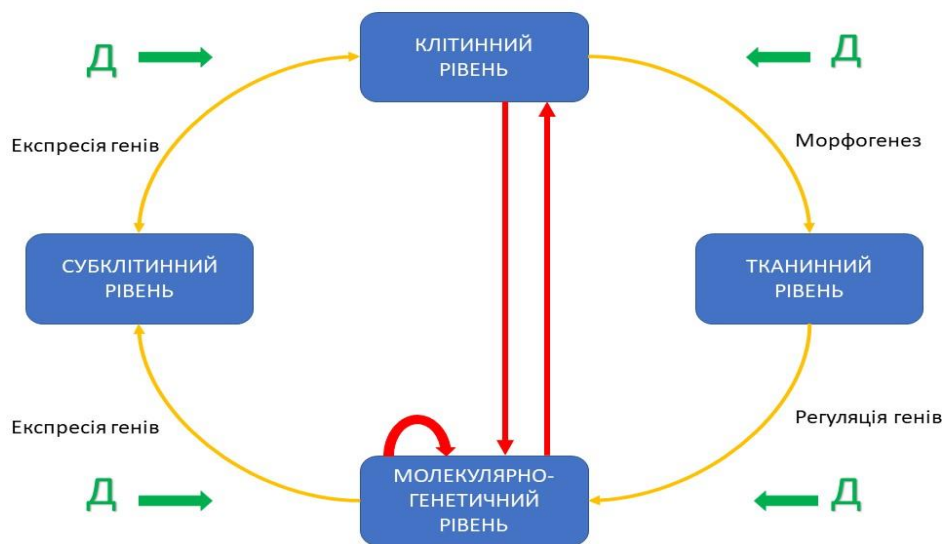 КЛІТИННИЙ
РІВЕНЬ
Д
Д
Експресія генів
Морфогенез
СУБКЛІТИННИЙ
РІВЕНЬ
ТКАНИННИЙ
РІВЕНЬ
Експресія генів
Регуляція генів
МОЛЕКУЛЯРНО-
ГЕНЕТИЧНИЙ
РІВЕНЬ
Д
Д